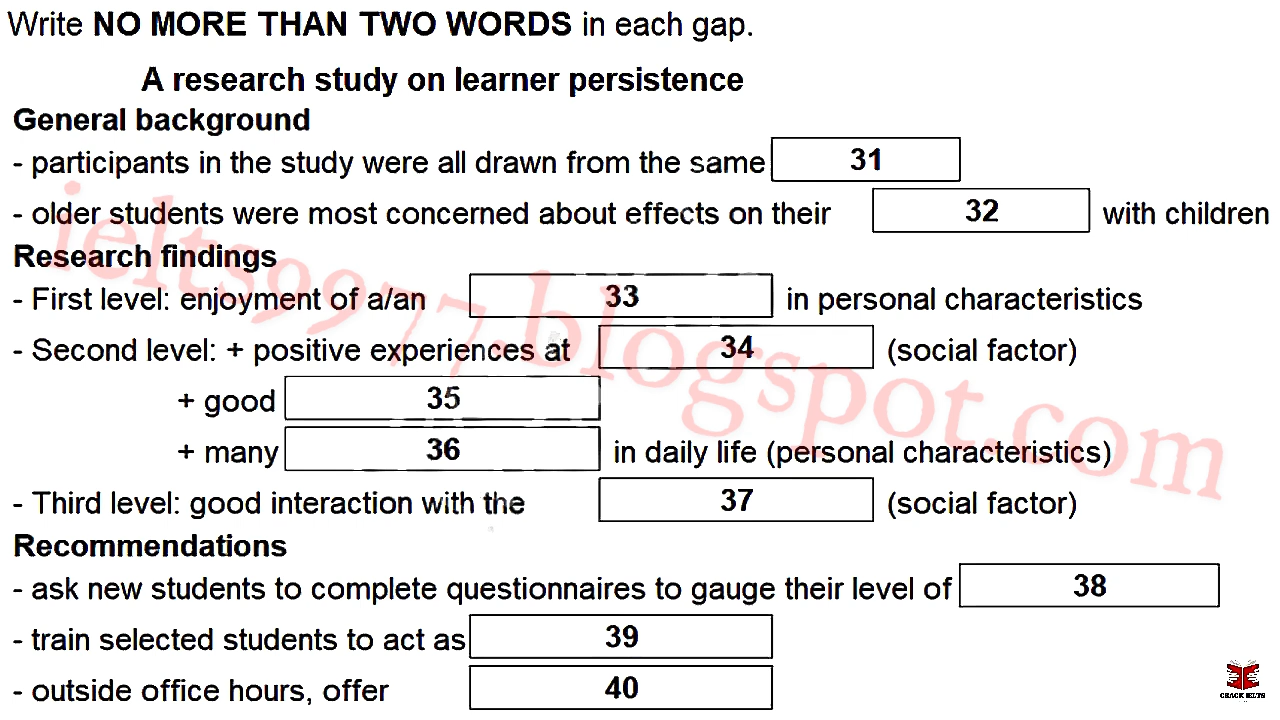 Write NO MORE THAN TWO WORDS in each gap.
A research study on learner persistence
General background
- participants in the study were all drawn from the same 31
- older students were most concerned about effects on their 32 with children
Research findings
- First level: enjoyment of a/an 33 in personal characteristics
- Second level: + positive experiences at 34 (social factor)
+ good 35
+ many 36 in daily life (personal characteristics)
- Third level: good interaction with the 37 (social factor)
Recommendations
- ask new students to complete questionnaires to gauge their level of 38
- train selected students to act as 39
- outside office hours, offer 40
ielts9977.blogspot.com
CRACK IELTS